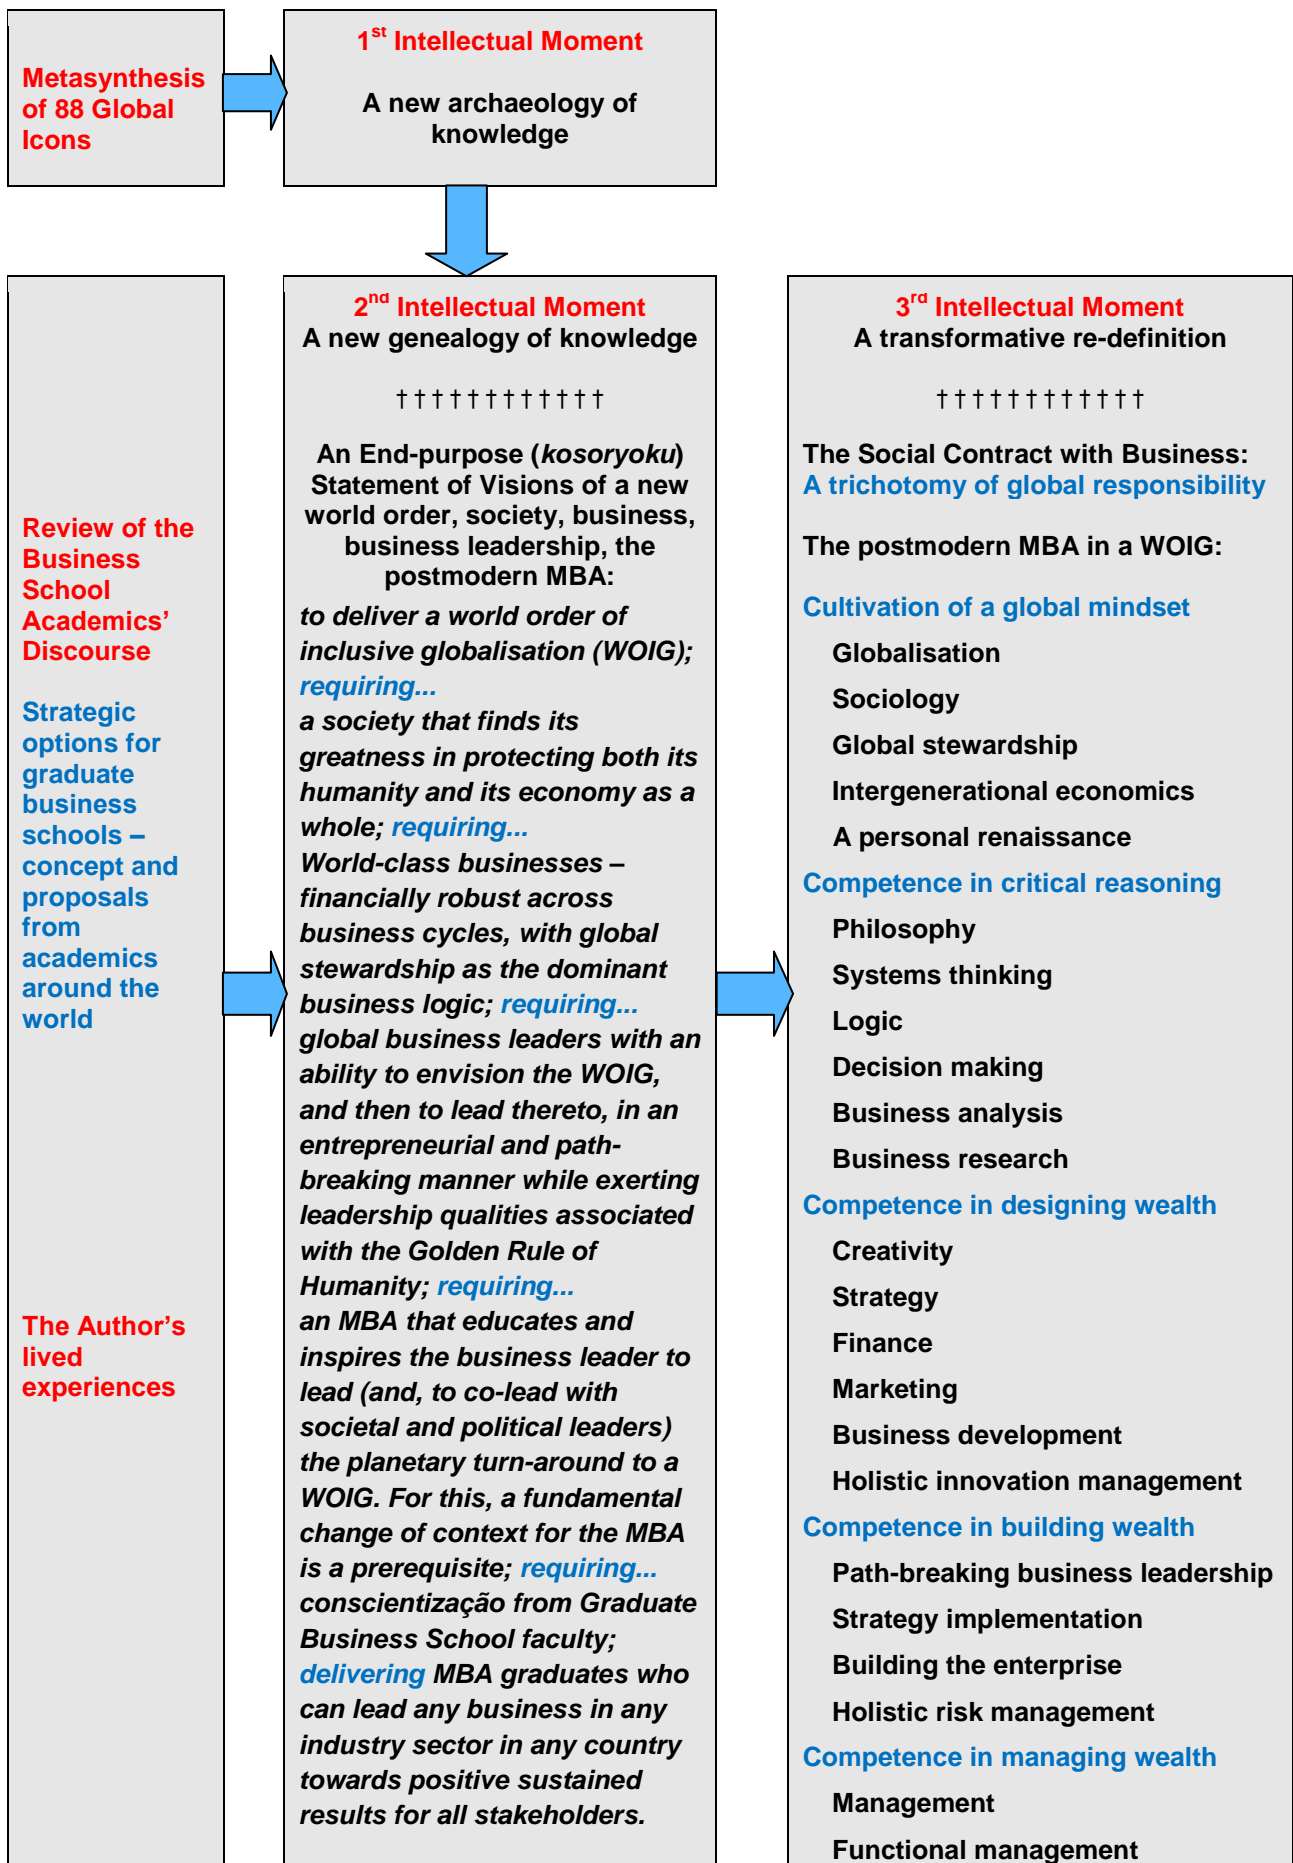 Metasynthesis
of 88 Global
Icons
1st Intellectual Moment
A new archaeology of
knowledge
Review of the
Business
School
Academics’
Discourse
Strategic
options for
graduate
business
schools –
concept and
proposals
from
academics
around the
world
The Author’s
lived
experiences
2nd Intellectual Moment
A new genealogy of knowledge
††††††††††††
An End-purpose (kosoryoku)
Statement of Visions of a new
world order, society, business,
business leadership, the
postmodern MBA:
to deliver a world order of
inclusive globalisation (WOIG);
requiring...
a society that finds its
greatness in protecting both its
humanity and its economy as a
whole; requiring...
World-class businesses –
financially robust across
business cycles, with global
stewardship as the dominant
business logic; requiring...
global business leaders with an
ability to envision the WOIG,
and then to lead thereto, in an
entrepreneurial and path-
breaking manner while exerting
leadership qualities associated
with the Golden Rule of
Humanity; requiring...
an MBA that educates and
inspires the business leader to
lead (and, to co-lead with
societal and political leaders)
the planetary turn-around to a
WOIG. For this, a fundamental
change of context for the MBA
is a prerequisite; requiring...
conscientização from Graduate
Business School faculty;
delivering MBA graduates who
can lead any business in any
industry sector in any country
towards positive sustained
results for all stakeholders.
3rd Intellectual Moment
A transformative re-definition
††††††††††††
The Social Contract with Business:
A trichotomy of global responsibility
The postmodern MBA in a WOIG:
Cultivation of a global mindset
Globalisation
Sociology
Global stewardship
Intergenerational economics
A personal renaissance
Competence in critical reasoning
Philosophy
Systems thinking
Logic
Decision making
Business analysis
Business research
Competence in designing wealth
Creativity
Strategy
Finance
Marketing
Business development
Holistic innovation management
Competence in building wealth
Path-breaking business leadership
Strategy implementation
Building the enterprise
Holistic risk management
Competence in managing wealth
Management
Functional management